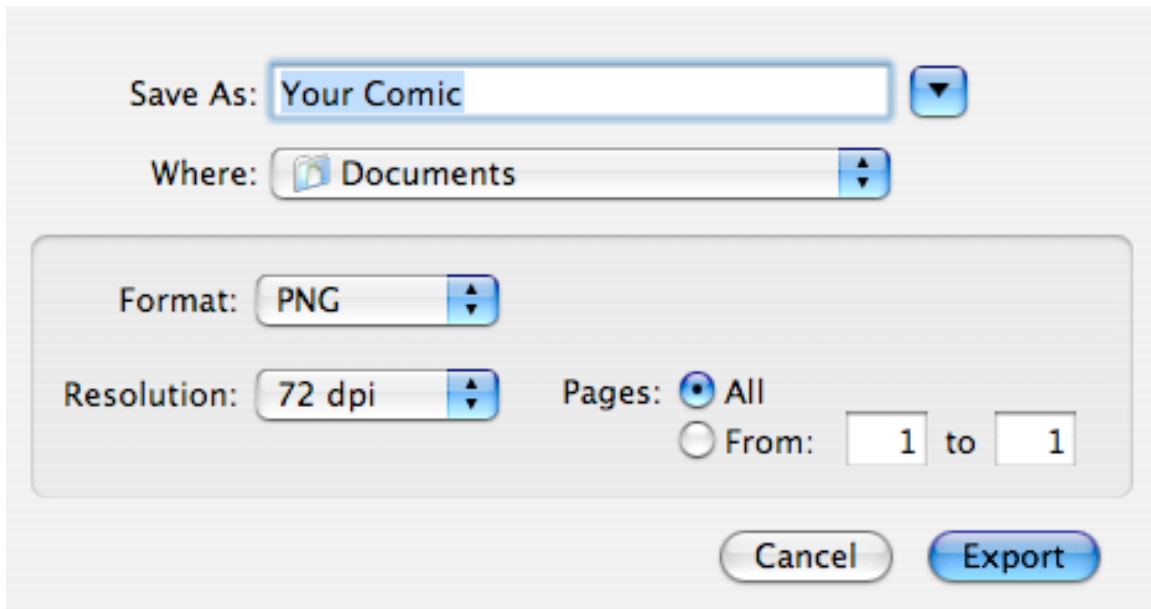 Save As: Your Comic
Where: Documents
Format: PNG
Resolution: 72 dpi
Pages: All
From: 1 to 1
Cancel Export